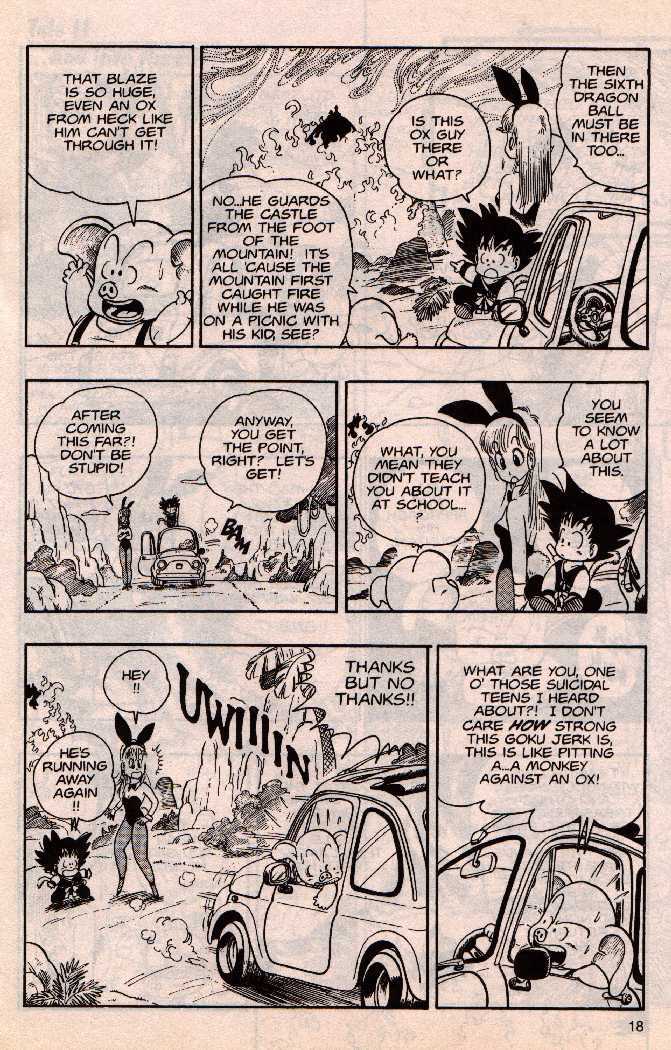 THEN
THE SIXTH
DRAGON
BALL
MUST BE
IN THERE
TOO...
IS THIS
OX GUY
THERE
OR
WHAT?
NO...HE GUARDS
THE CASTLE
FROM THE FOOT
OF THE
MOUNTAIN! IT'S
ALL 'CAUSE THE
MOUNTAIN FIRST
CAUGHT FIRE
WHILE HE WAS
ON A PICNIC WITH
HIS KID, SEE?
THAT BLAZE
IS SO HUGE,
EVEN AN OX
FROM HECK LIKE
HIM CAN'T GET
THROUGH IT!
YOU
SEEM
TO KNOW
A LOT
ABOUT
THIS.
WHAT, YOU
MEAN THEY
DIDN'T TEACH
YOU ABOUT IT
AT SCHOOL...
?
ANYWAY,
YOU GET
THE POINT,
RIGHT? LET'S
GET!
AFTER
COMING
THIS FAR?!
DON'T BE
STUPID!
BAM
WHAT ARE YOU, ONE
O' THOSE SUICIDAL
TEENS I HEARD
ABOUT?! I DON'T
CARE HOW STRONG
THIS GOKU JERK IS,
THIS IS LIKE PITTING
A...A MONKEY
AGAINST AN OX!
THANKS
BUT NO
THANKS!!
UWIIIIN
HEY
!!
HE'S
RUNNING
AWAY
AGAIN
!!
18